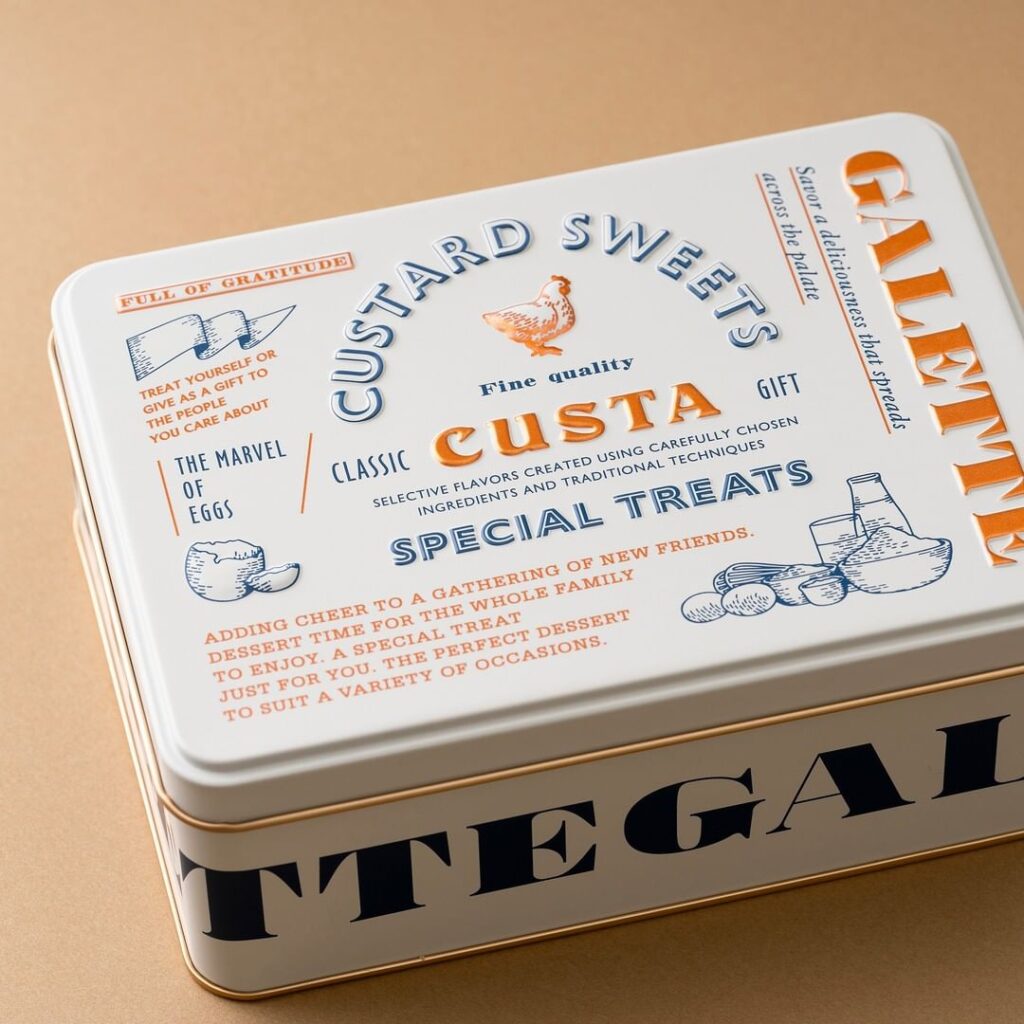 FULL OF GRATITUDE
TREAT YOURSELF OR
GIVE AS A GIFT TO
THE PEOPLE
YOU CARE ABOUT
THE MARVEL
OF
EGGS
CUSTARD SWEETS
Fine quality
CLASSIC
CUSTA
GIFT
SELECTIVE FLAVORS CREATED USING CAREFULLY CHOSEN
INGREDIENTS AND TRADITIONAL TECHNIQUES
SPECIAL TREATS
ADDING CHEER TO A GATHERING OF NEW FRIENDS.
DESSERT TIME FOR THE WHOLE FAMILY
TO ENJOY. A SPECIAL TREAT
JUST FOR YOU. THE PERFECT DESSERT
TO SUIT A VARIETY OF OCCASIONS.
Savor a deliciousness that spreads
across the palate
GALETTE
TTEGAL